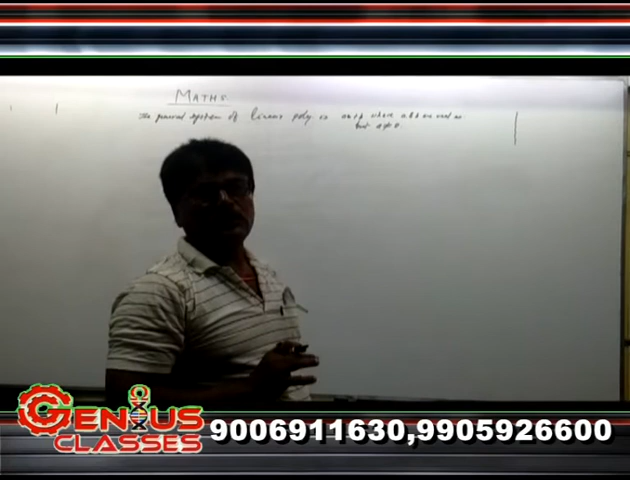 MATHS.
The general system of linear poly is ax+b where a & b are real no.
but a≠0.
GENIUS
CLASSES
9006911630,9905926600